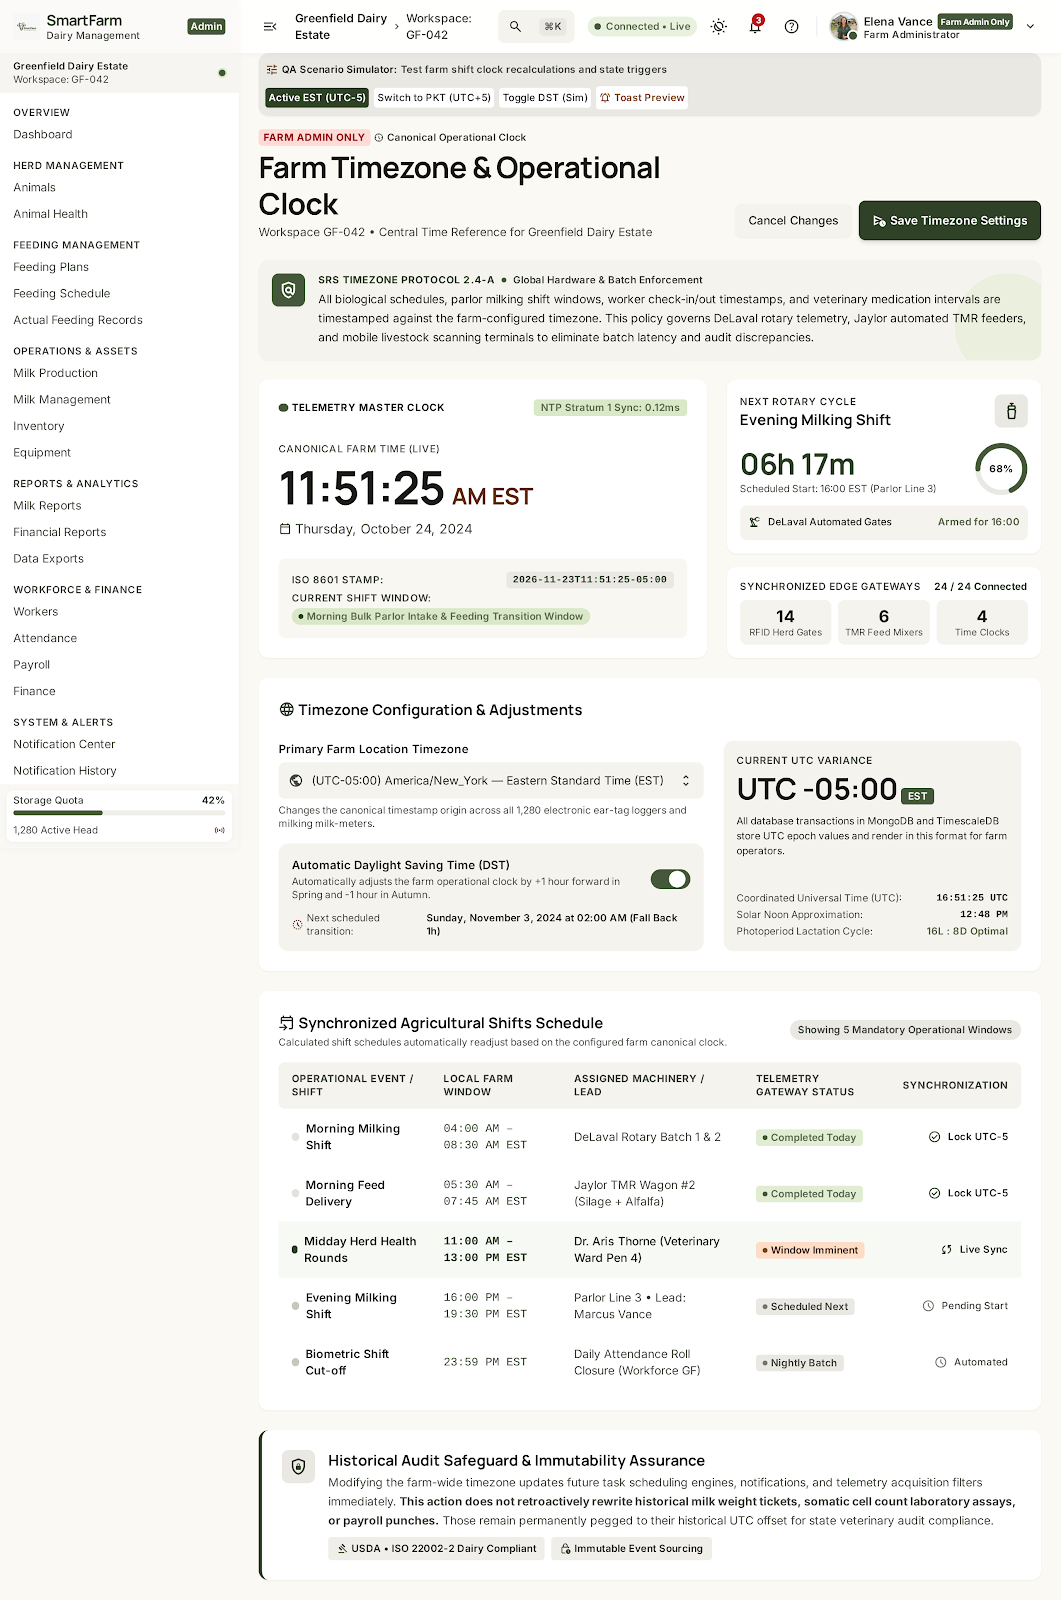 SmartFarm
Dairy Management
Admin
Greenfield Dairy Estate
Workspace: GF-042
OVERVIEW
Dashboard
HERD MANAGEMENT
Animals
Animal Health
FEEDING MANAGEMENT
Feeding Plans
Feeding Schedule
Actual Feeding Records
OPERATIONS & ASSETS
Milk Production
Milk Management
Inventory
Equipment
REPORTS & ANALYTICS
Milk Reports
Financial Reports
Data Exports
WORKFORCE & FINANCE
Workers
Attendance
Payroll
Finance
SYSTEM & ALERTS
Notification Center
Notification History
Storage Quota 42%
1,280 Active Head
Greenfield Dairy
Estate
›
Workspace:
GF-042
⌘K
Connected • Live
3
Elena Vance Farm Admin Only
Farm Administrator
QA Scenario Simulator: Test farm shift clock recalculations and state triggers
Active EST (UTC-5) Switch to PKT (UTC+5) Toggle DST (Sim) Toast Preview
FARM ADMIN ONLY Canonical Operational Clock
Farm Timezone & Operational
Clock
Workspace GF-042 • Central Time Reference for Greenfield Dairy Estate
Cancel Changes Save Timezone Settings
SRS TIMEZONE PROTOCOL 2.4-A • Global Hardware & Batch Enforcement
All biological schedules, parlor milking shift windows, worker check-in/out timestamps, and veterinary medication intervals are
timestamped against the farm-configured timezone. This policy governs DeLaval rotary telemetry, Jaylor automated TMR feeders,
and mobile livestock scanning terminals to eliminate batch latency and audit discrepancies.
TELEMETRY MASTER CLOCK NTP Stratum 1 Sync: 0.12ms
CANONICAL FARM TIME (LIVE)
11:51:25 AM EST
Thursday, October 24, 2024
ISO 8601 STAMP: 2026-11-23T11:51:25-05:00
CURRENT SHIFT WINDOW:
Morning Bulk Parlor Intake & Feeding Transition Window
NEXT ROTARY CYCLE
Evening Milking Shift
06h 17m
Scheduled Start: 16:00 EST (Parlor Line 3)
68%
DeLaval Automated Gates Armed for 16:00
SYNCHRONIZED EDGE GATEWAYS 24 / 24 Connected
14
RFID Herd Gates
6
TMR Feed Mixers
4
Time Clocks
Timezone Configuration & Adjustments
Primary Farm Location Timezone
(UTC-05:00) America/New_York — Eastern Standard Time (EST)
Changes the canonical timestamp origin across all 1,280 electronic ear-tag loggers and
milking milk-meters.
Automatic Daylight Saving Time (DST)
Automatically adjusts the farm operational clock by +1 hour forward in
Spring and -1 hour in Autumn.
Next scheduled
transition:
Sunday, November 3, 2024 at 02:00 AM (Fall Back
1h)
CURRENT UTC VARIANCE
UTC -05:00 EST
All database transactions in MongoDB and TimescaleDB
store UTC epoch values and render in this format for farm
operators.
Coordinated Universal Time (UTC): 16:51:25 UTC
Solar Noon Approximation: 12:48 PM
Photoperiod Lactation Cycle: 16L : 8D Optimal
Synchronized Agricultural Shifts Schedule
Calculated shift schedules automatically readjust based on the configured farm canonical clock.
Showing 5 Mandatory Operational Windows
OPERATIONAL EVENT /
SHIFT
LOCAL FARM
WINDOW
ASSIGNED MACHINERY /
LEAD
TELEMETRY
GATEWAY STATUS
SYNCHRONIZATION
Morning Milking
Shift
04:00 AM –
08:30 AM EST
DeLaval Rotary Batch 1 & 2
Completed Today
Lock UTC-5
Morning Feed
Delivery
05:30 AM –
07:45 AM EST
Jaylor TMR Wagon #2
(Silage + Alfalfa)
Completed Today
Lock UTC-5
Midday Herd Health
Rounds
11:00 AM –
13:00 PM EST
Dr. Aris Thorne (Veterinary
Ward Pen 4)
Window Imminent
Live Sync
Evening Milking
Shift
16:00 PM –
19:30 PM EST
Parlor Line 3 • Lead:
Marcus Vance
Scheduled Next
Pending Start
Biometric Shift
Cut-off
23:59 PM EST
Daily Attendance Roll
Closure (Workforce GF)
Nightly Batch
Automated
Historical Audit Safeguard & Immutability Assurance
Modifying the farm-wide timezone updates future task scheduling engines, notifications, and telemetry acquisition filters
immediately. This action does not retroactively rewrite historical milk weight tickets, somatic cell count laboratory assays,
or payroll punches. Those remain permanently pegged to their historical UTC offset for state veterinary audit compliance.
USDA • ISO 22002-2 Dairy Compliant Immutable Event Sourcing